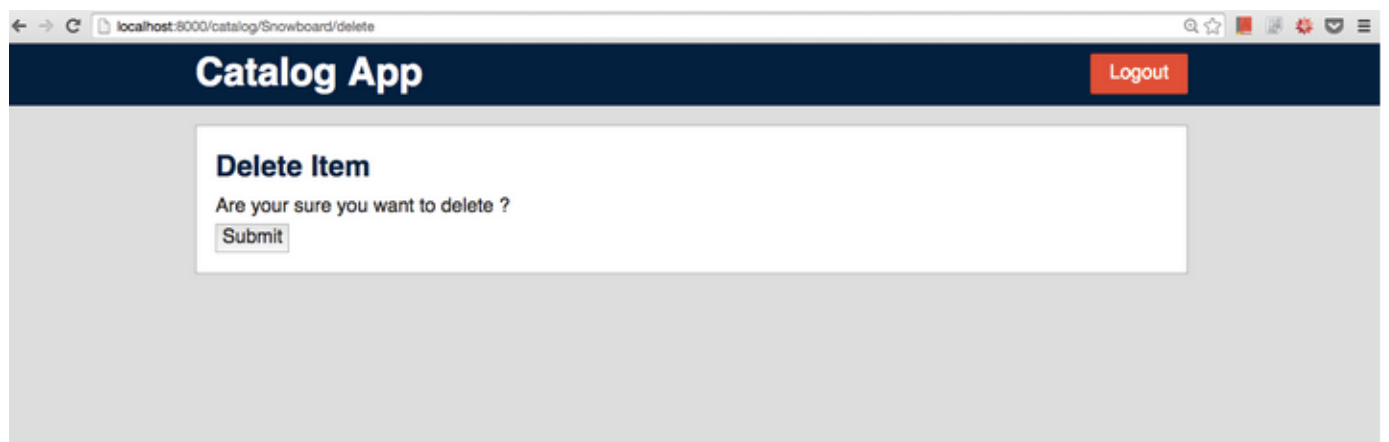 localhost:8000/catalog/Snowboard/delete
Catalog App
Logout
Delete Item
Are your sure you want to delete ?
Submit